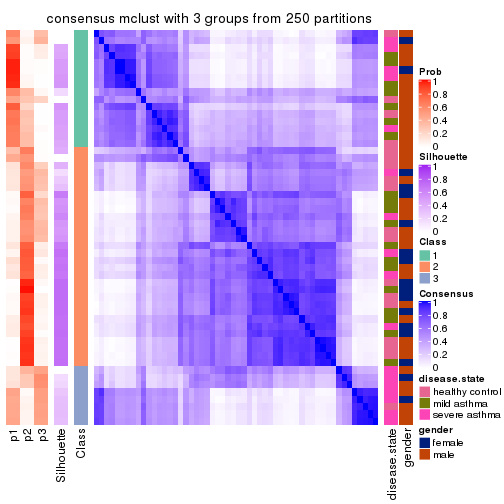 consensus mclust with 3 groups from 250 partitions
Prob
1
0.8
0.6
0.4
0.2
0
Silhouette
1
0.8
0.6
0.4
0.2
0
Class
1
2
3
Consensus
1
0.8
0.6
0.4
0.2
0
disease.state
healthy control
mild asthma
severe asthma
gender
female
male
p1
p2
p3
Silhouette
Class
disease.state
gender